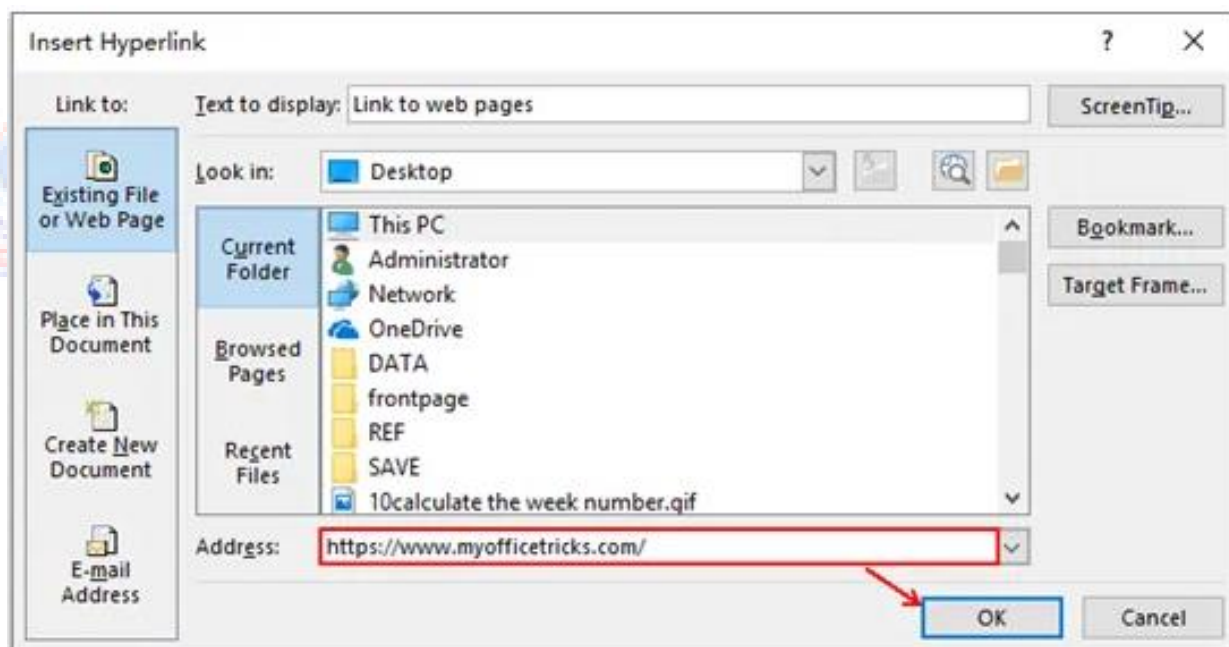 Insert Hyperlink
?
Link to:
Text to display:
Link to web pages
ScreenTip...
Existing File
or Web Page
Place in This
Document
Create New
Document
E-mail
Address
Look in:
Desktop
Current
Folder
Browsed
Pages
Recent
Files
This PC
Administrator
Network
OneDrive
DATA
frontpage
REF
SAVE
10calculate the week number.gif
Bookmark...
Target Frame...
Address:
https://www.myofficetricks.com/
OK
Cancel